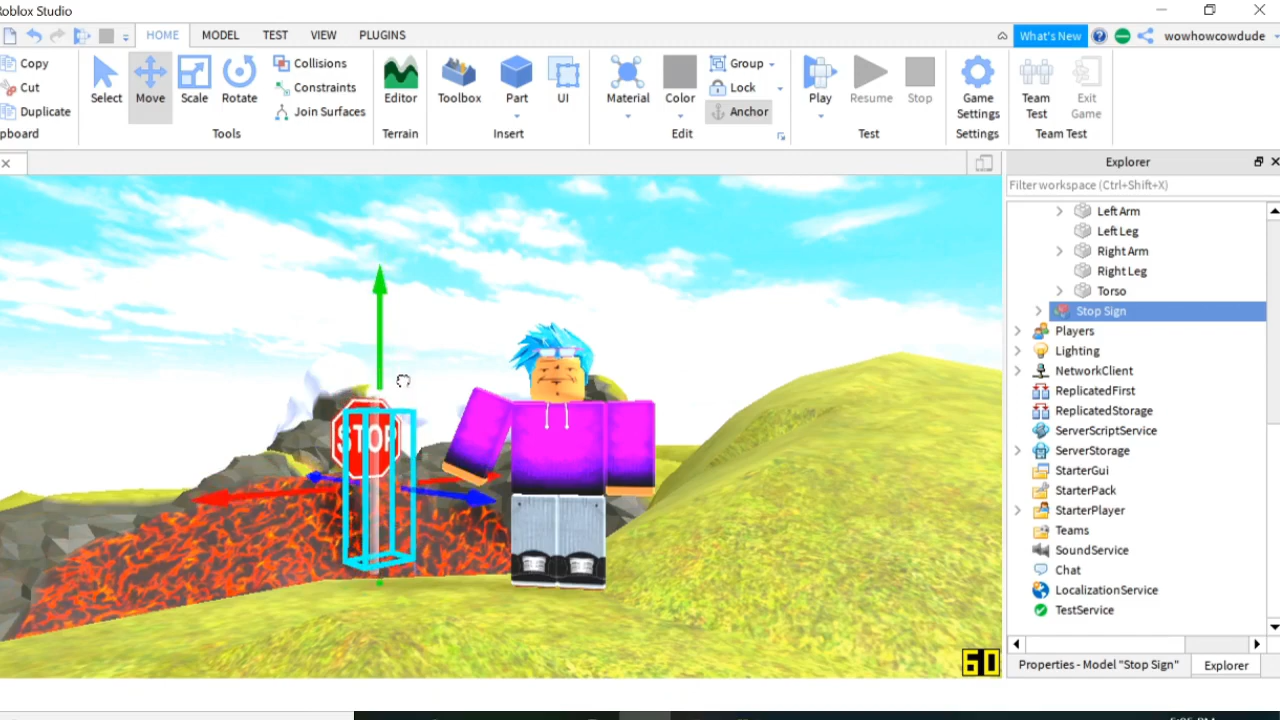 Roblox Studio
HOME MODEL TEST VIEW PLUGINS What's New wowhowcowdude
Copy
Cut
Duplicate
pboard
Select Move Scale Rotate
Collisions
Constraints
Join Surfaces
Tools
Editor
Terrain
Toolbox Part UI
Insert
Material Color
Group
Lock
Anchor
Edit
Play Resume Stop
Test
Game
Settings
Settings
Team
Test
Exit
Game
Team Test
Explorer
Filter workspace (Ctrl+Shift+X)
Left Arm
Left Leg
Right Arm
Right Leg
Torso
Stop Sign
Players
Lighting
NetworkClient
ReplicatedFirst
ReplicatedStorage
ServerScriptService
ServerStorage
StarterGui
StarterPack
StarterPlayer
Teams
SoundService
Chat
LocalizationService
TestService
Properties - Model "Stop Sign" Explorer
STOP
60